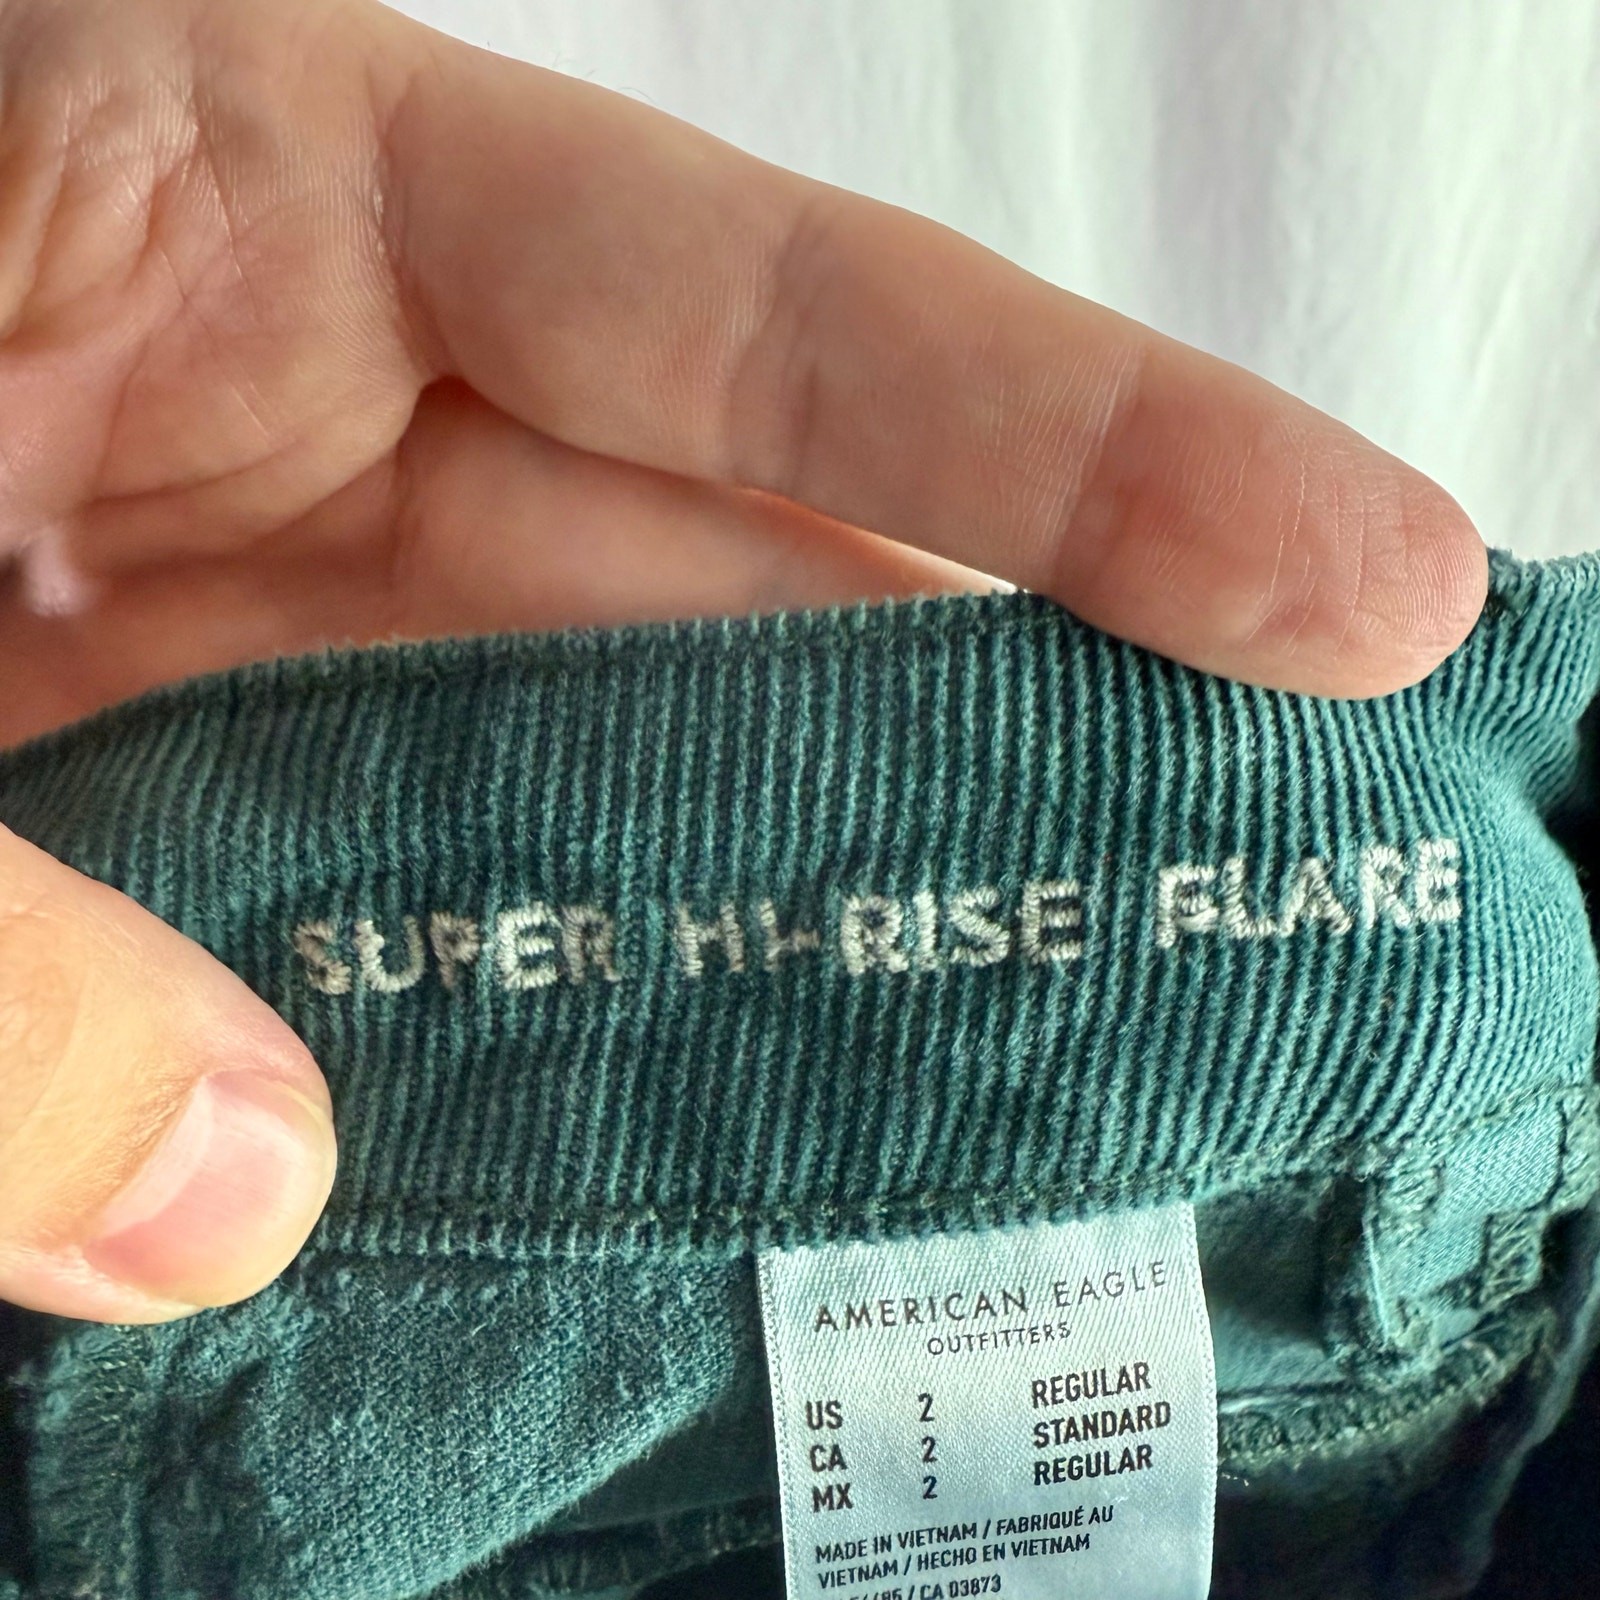 SUPER HI-RISE FLARE
AMERICAN EAGLE
OUTFITTERS
US 2 REGULAR
CA 2 STANDARD
MX 2 REGULAR
MADE IN VIETNAM / FABRIQUÉ AU
VIETNAM / HECHO EN VIETNAM
/ CA 03873